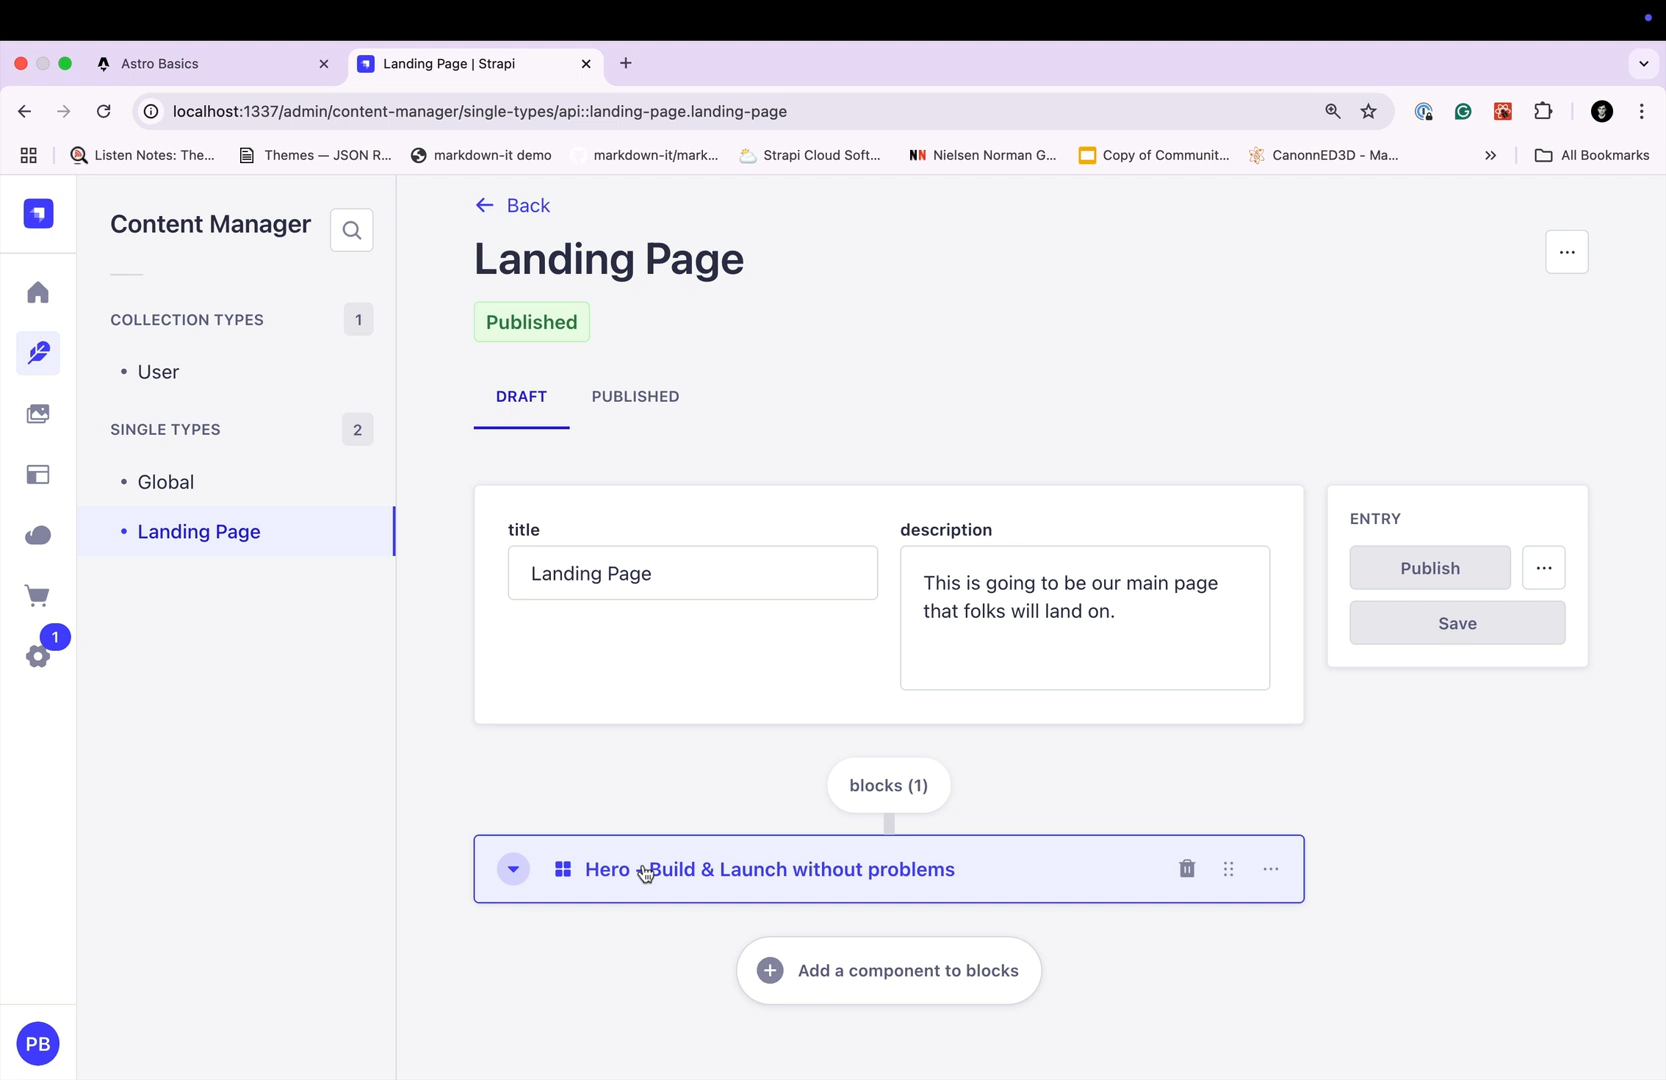 Astro Basics
Landing Page | Strapi
localhost:1337/admin/content-manager/single-types/api::landing-page.landing-page
Listen Notes: The...
Themes — JSON R...
markdown-it demo
markdown-it/mark...
Strapi Cloud Soft...
NN Nielsen Norman G...
Copy of Communit...
CanonnED3D - Ma...
All Bookmarks
Content Manager
COLLECTION TYPES 1
User
SINGLE TYPES 2
Global
Landing Page
1
PB
Back
Landing Page
Published
DRAFT PUBLISHED
title
Landing Page
description
This is going to be our main page
that folks will land on.
ENTRY
Publish
Save
blocks (1)
Hero - Build & Launch without problems
Add a component to blocks